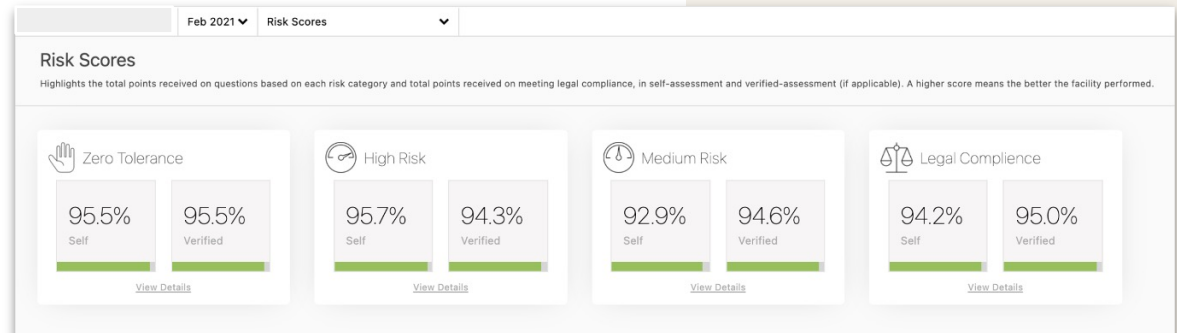 Feb 2021 Risk Scores
Risk Scores
Highlights the total points received on questions based on each risk category and total points received on meeting legal compliance, in self-assessment and verified-assessment (if applicable). A higher score means the better the facility performed.
Zero Tolerance
95.5% 95.5%
Self Verified
View Details
High Risk
95.7% 94.3%
Self Verified
View Details
Medium Risk
92.9% 94.6%
Self Verified
View Details
Legal Complience
94.2% 95.0%
Self Verified
View Details